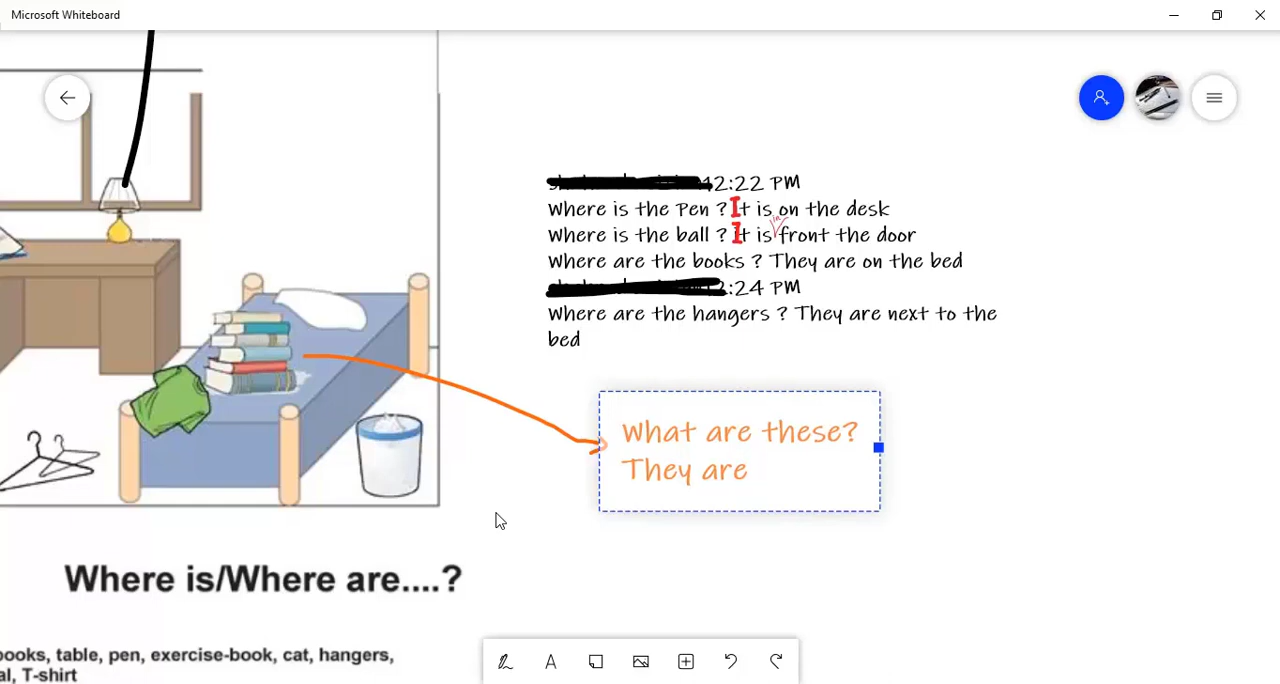 Microsoft Whiteboard
12:22 PM
Where is the Pen ? It is on the desk
Where is the ball ? It is in front the door
Where are the books ? They are on the bed
:24 PM
Where are the hangers ? They are next to the
bed
What are these?
They are
Where is/Where are....?
books, table, pen, exercise-book, cat, hangers,
al, T-shirt
A